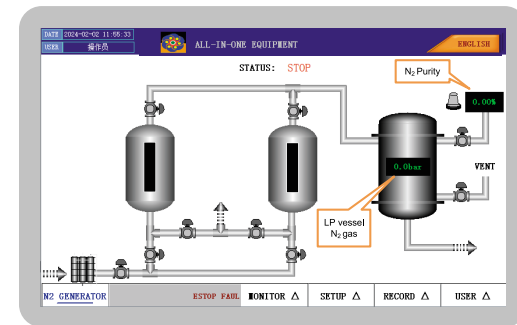 DATE 2024-02-02 11:55:33
USER 操作员
ALL-IN-ONE EQUIPMENT
ENGLISH
STATUS: STOP
N2 Purity
0.00%
0.0bar
VENT
LP vessel
N2 gas
N2 GENERATOR
ESTOP FAUL
MONITOR △
SETUP △
RECORD △
USER △